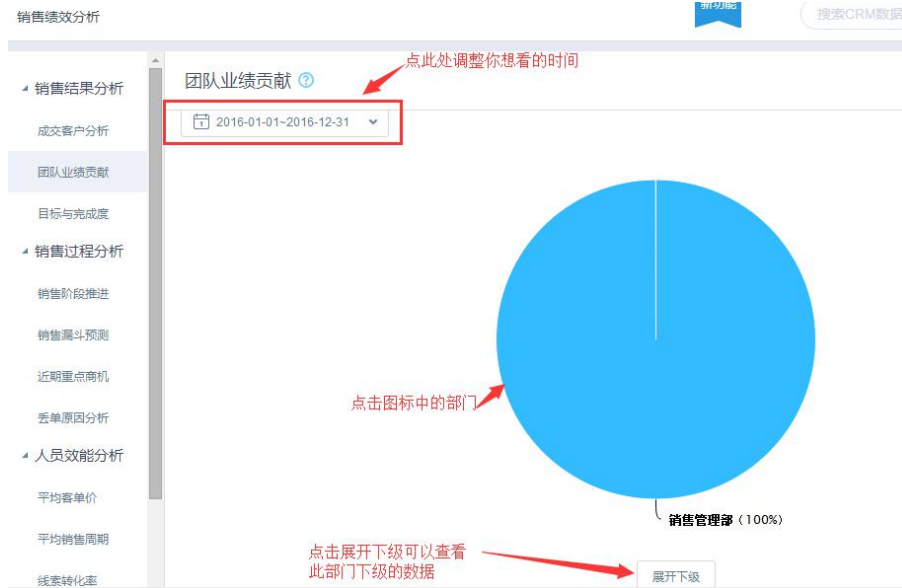 销售绩效分析
新功能
搜索CRM数据
点此处调整你想看的时间
销售结果分析
团队业绩贡献
成交客户分析
2016-01-01~2016-12-31
团队业绩贡献
目标与完成度
销售过程分析
销售阶段推进
销售漏斗预测
近期重点商机
点击图标中的部门
丢单原因分析
人员效能分析
平均客单价
销售管理部（100%）
平均销售周期
点击展开下级可以查看
此部门下级的数据
展开下级
线索转化率